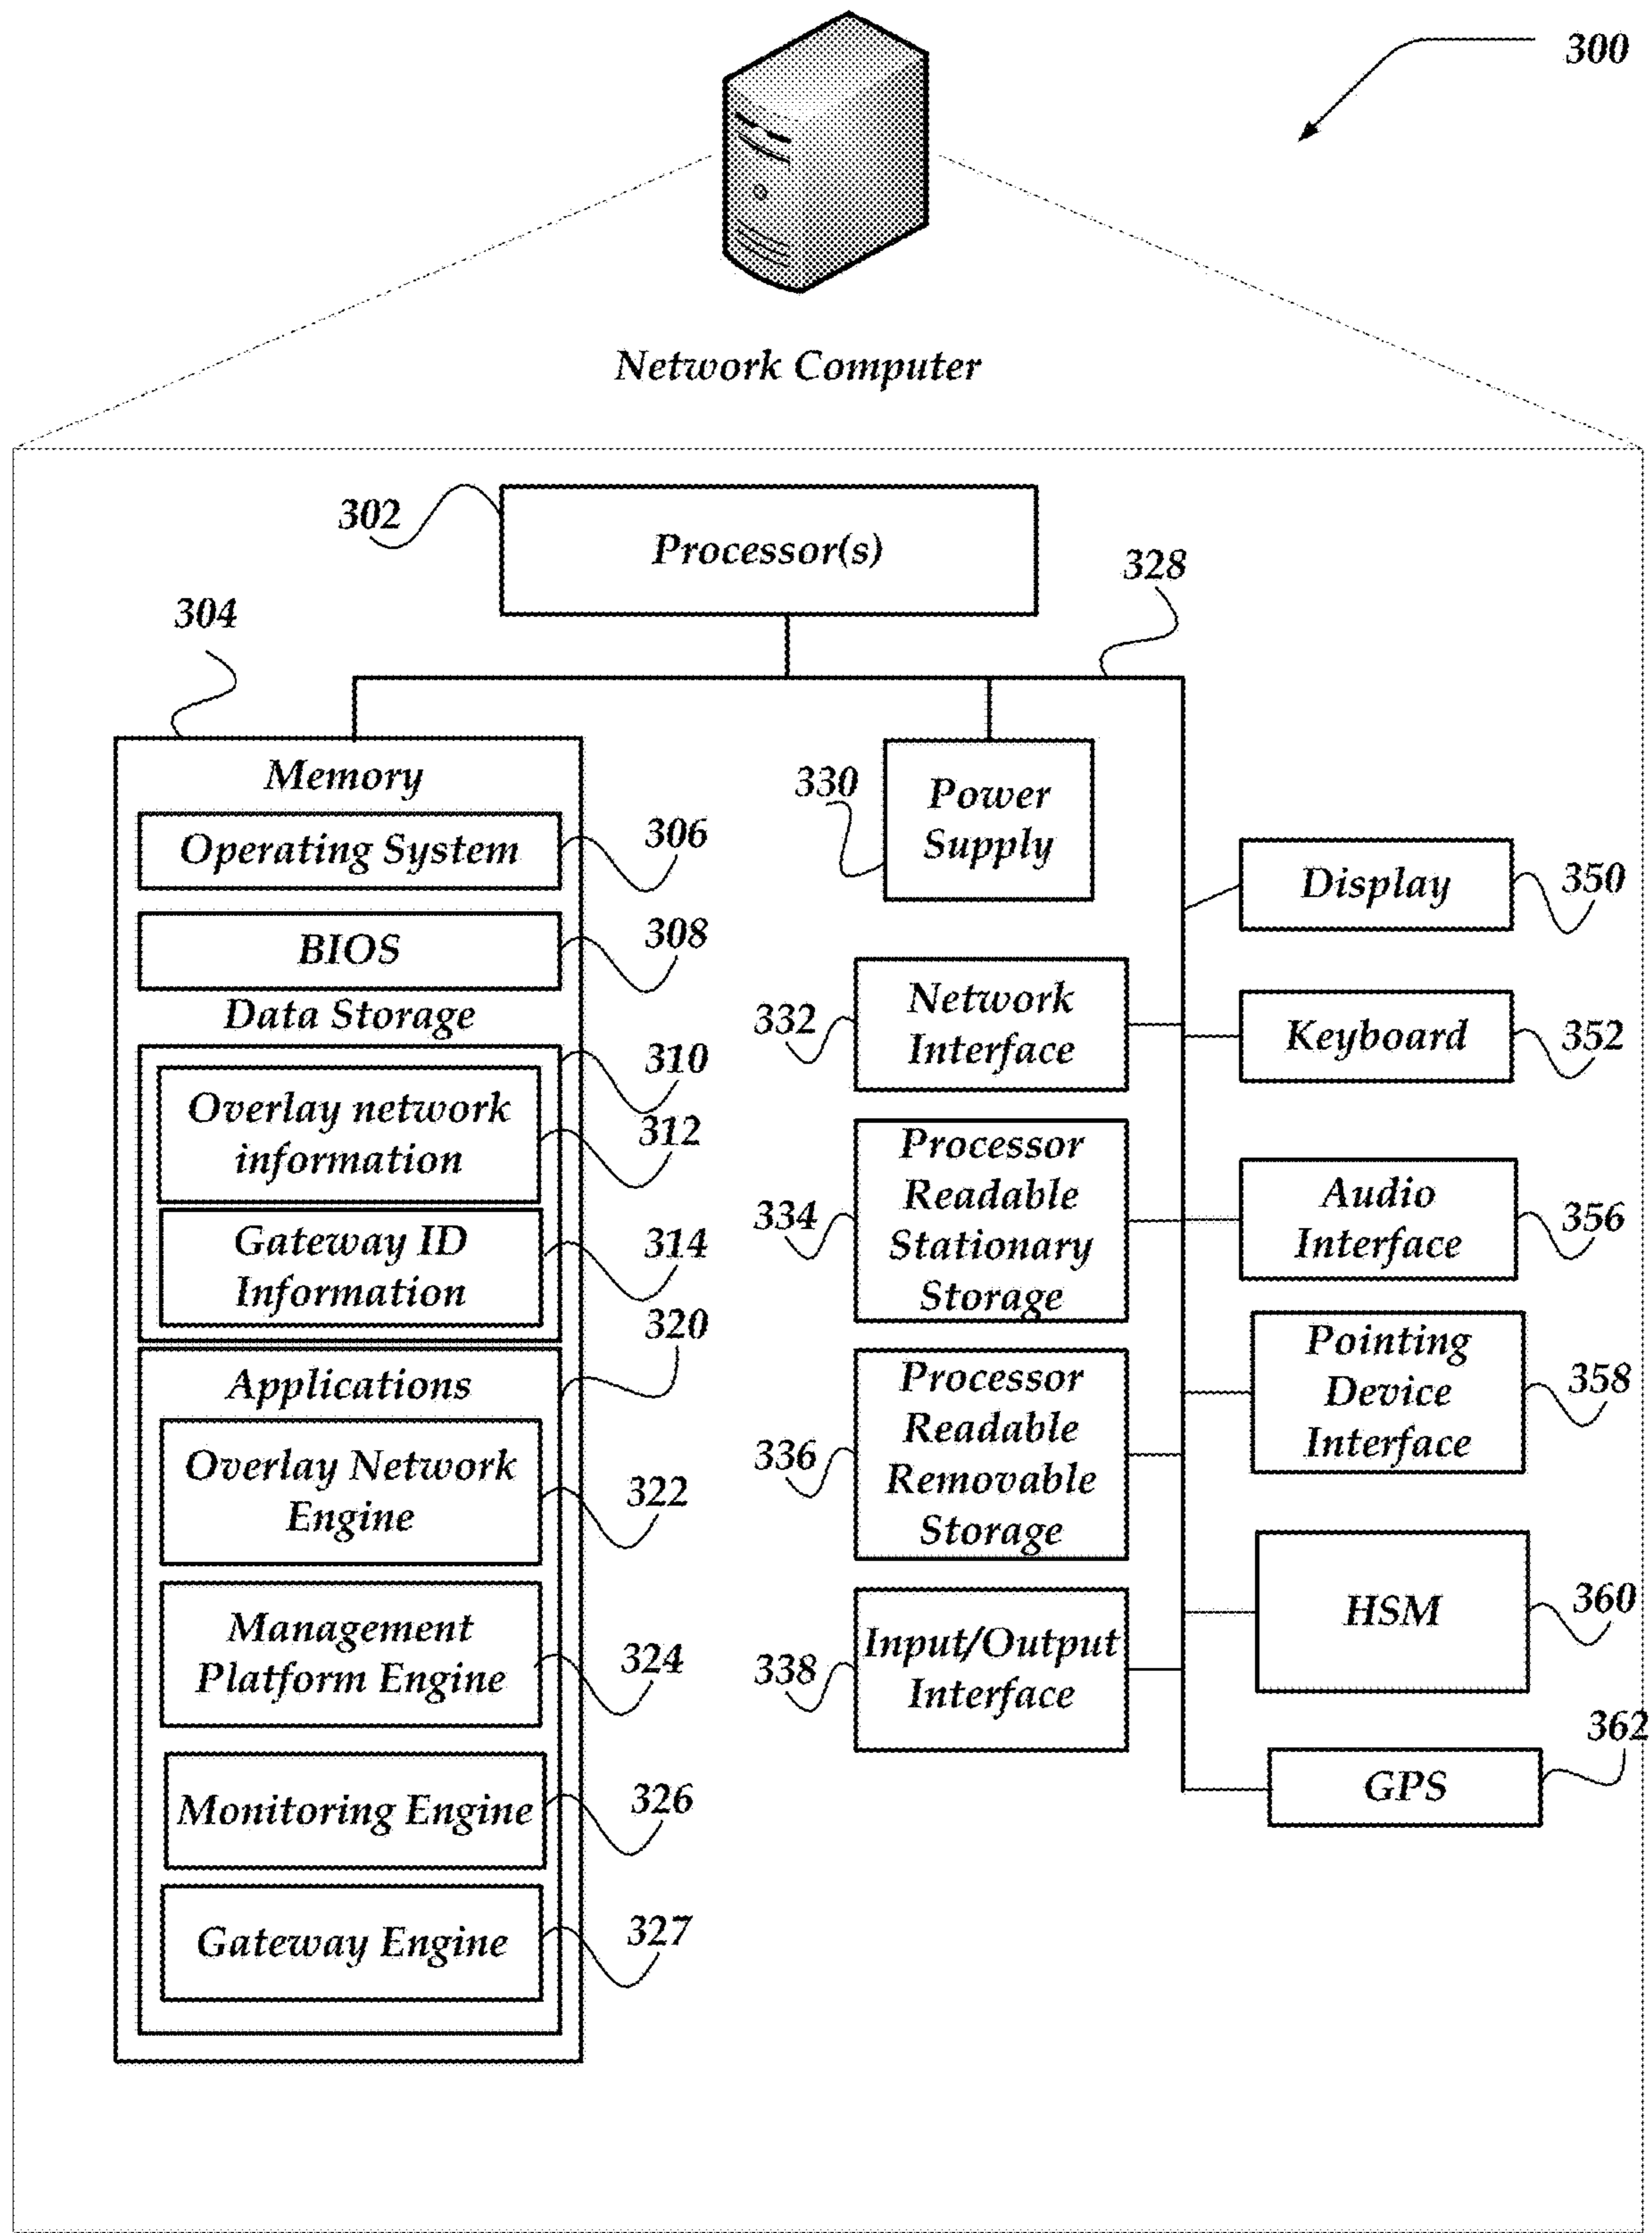 300
Network Computer
302
Processor(s)
328
304
Memory
Operating System
306
BIOS
308
Data Storage
310
Overlay network
information
312
Gateway ID
Information
314
320
Applications
Overlay Network
Engine
322
Management
Platform Engine
324
Monitoring Engine
326
Gateway Engine
327
330
Power
Supply
332
Network
Interface
334
Processor
Readable
Stationary
Storage
336
Processor
Readable
Removable
Storage
338
Input/Output
Interface
Display
350
Keyboard
352
Audio
Interface
356
Pointing
Device
Interface
358
HSM
360
362
GPS